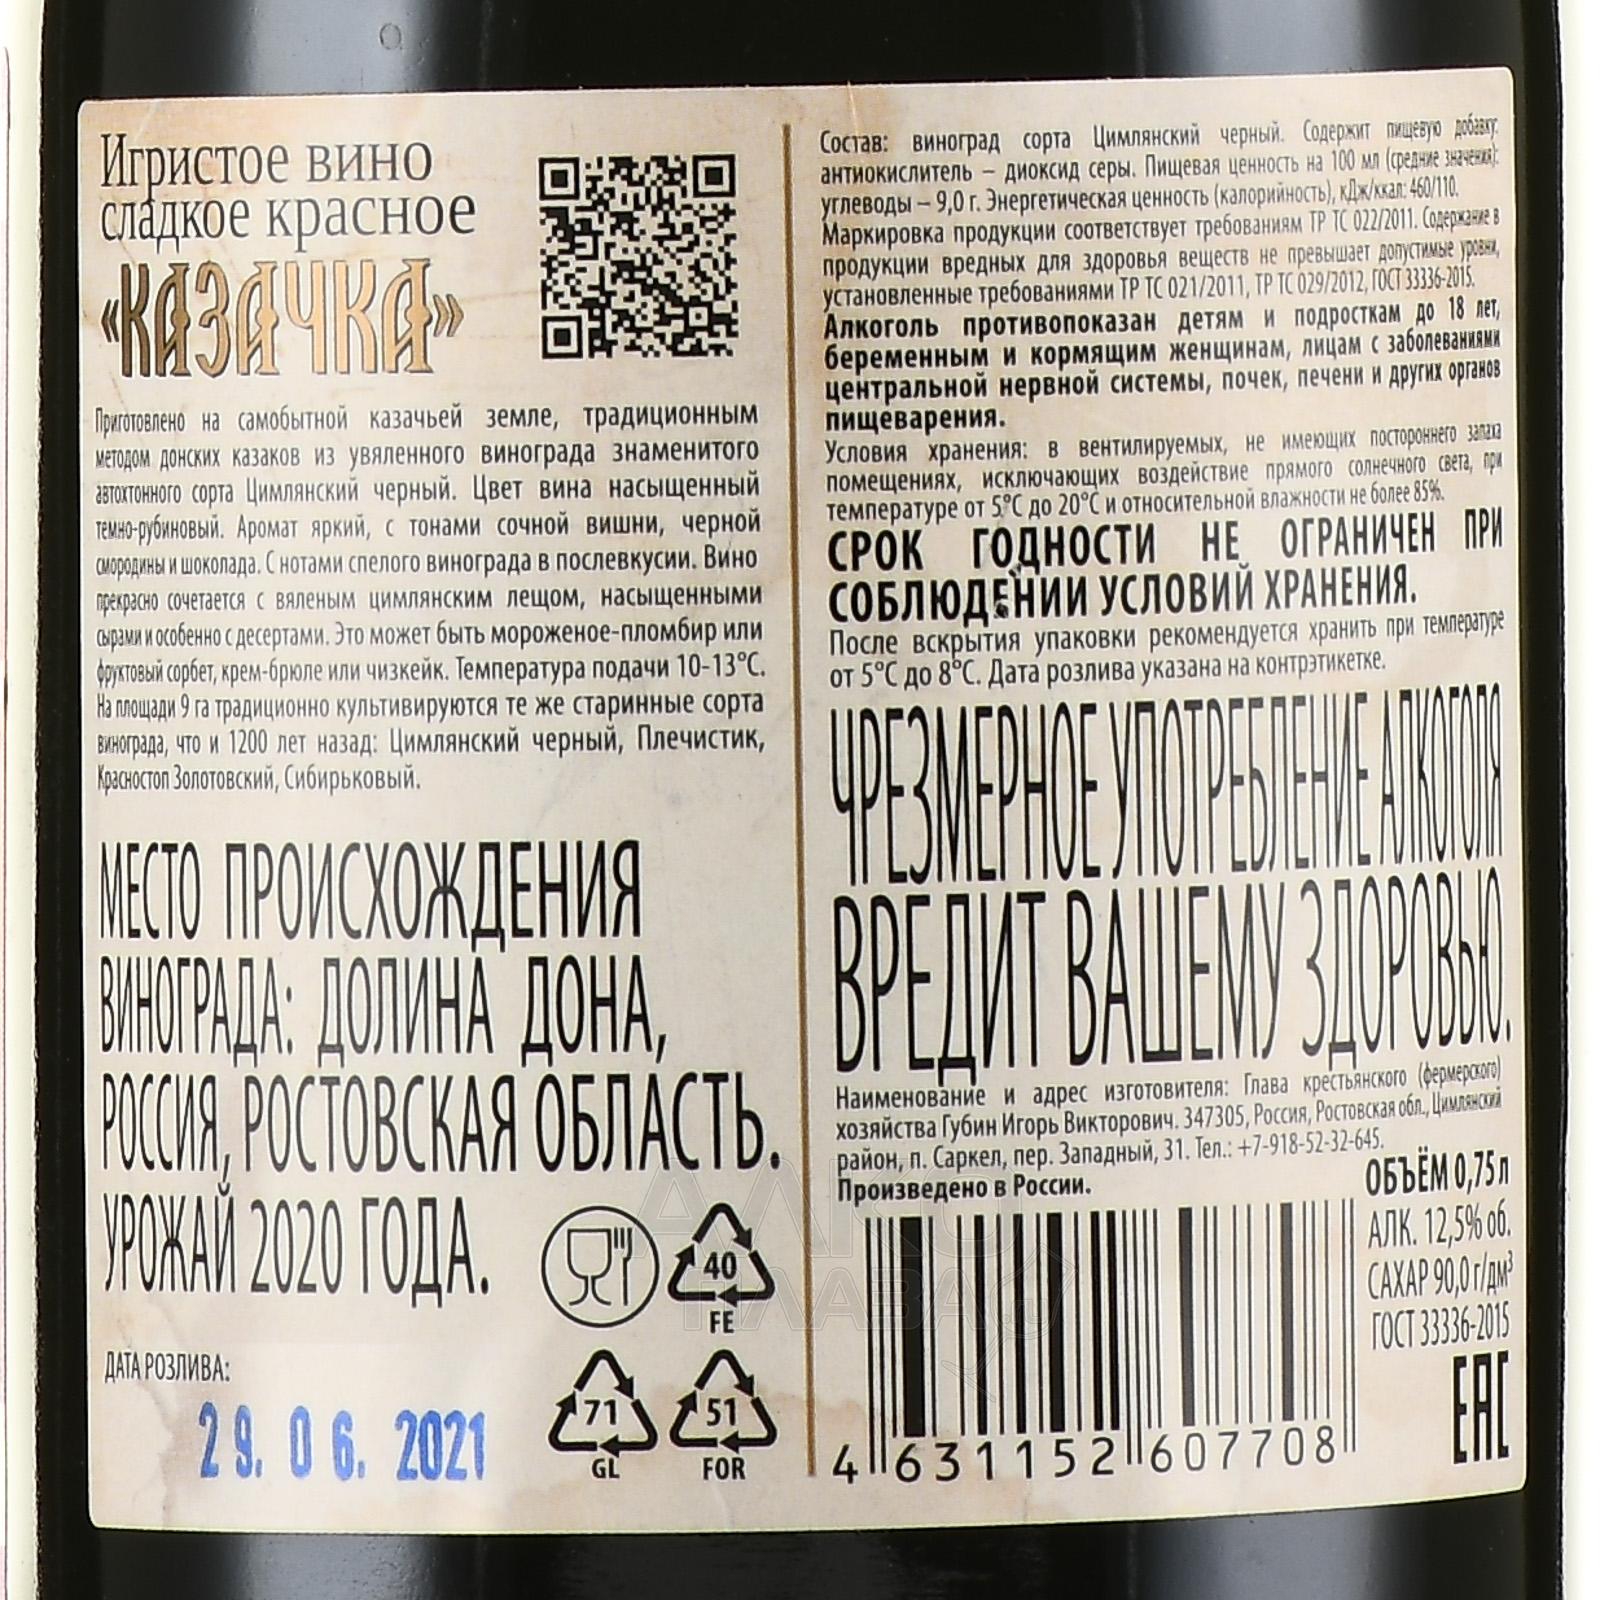 Игристое вино
сладкое красное
«КАЗАЧКА»
Приготовлено на самобытной казачьей земле, традиционным
методом донских казаков из увяленного винограда знаменитого
автохтонного сорта Цимлянский черный. Цвет вина насыщенный
темно-рубиновый. Аромат яркий, с тонами сочной вишни, черной
смородины и шоколада. С нотами спелого винограда в послевкусии. Вино
прекрасно сочетается с вяленым цимлянским лещом, насыщенными
сырами и особенно с десертами. Это может быть мороженое-пломбир или
фруктовый сорбет, крем-брюле или чизкейк. Температура подачи 10-13°С.
На площади 9 га традиционно культивируются те же старинные сорта
винограда, что и 1200 лет назад: Цимлянский черный, Плечистик,
Красностоп Золотовский, Сибирьковый.
МЕСТО ПРОИСХОЖДЕНИЯ
ВИНОГРАДА: ДОЛИНА ДОНА,
РОССИЯ, РОСТОВСКАЯ ОБЛАСТЬ.
УРОЖАЙ 2020 ГОДА.
40
FE
ДАТА РОЗЛИВА:
29.06.2021
71
GL
51
FOR
Состав: виноград сорта Цимлянский черный. Содержит пищевую добавку:
антиокислитель – диоксид серы. Пищевая ценность на 100 мл (средние значения):
углеводы – 9,0 г. Энергетическая ценность (калорийность), кДж/ккал: 460/110.
Маркировка продукции соответствует требованиям ТР ТС 022/2011. Содержание в
продукции вредных для здоровья веществ не превышает допустимые уровни,
установленные требованиями ТР ТС 021/2011, ТР ТС 029/2012, ГОСТ 33336-2015.
Алкоголь противопоказан детям и подросткам до 18 лет,
беременным и кормящим женщинам, лицам с заболеваниями
центральной нервной системы, почек, печени и других органов
пищеварения.
Условия хранения: в вентилируемых, не имеющих постороннего запаха
помещениях, исключающих воздействие прямого солнечного света, при
температуре от 5°С до 20°С и относительной влажности не более 85%.
СРОК ГОДНОСТИ НЕ ОГРАНИЧЕН ПРИ
СОБЛЮДЕНИИ УСЛОВИЙ ХРАНЕНИЯ.
После вскрытия упаковки рекомендуется хранить при температуре
от 5°С до 8°С. Дата розлива указана на контрэтикетке.
ЧРЕЗМЕРНОЕ УПОТРЕБЛЕНИЕ АЛКОГОЛЯ
ВРЕДИТ ВАШЕМУ ЗДОРОВЬЮ.
Наименование и адрес изготовителя: Глава крестьянского (фермерского)
хозяйства Губин Игорь Викторович. 347305, Россия, Ростовская обл., Цимлянский
район, п. Саркел, пер. Западный, 31. Тел.: +7-918-52-32-645.
Произведено в России.
ОБЪЁМ 0,75 л
АЛК. 12,5% об.
САХАР 90,0 г/дм³
ГОСТ 33336-2015
ЕАС
4 631152 607708